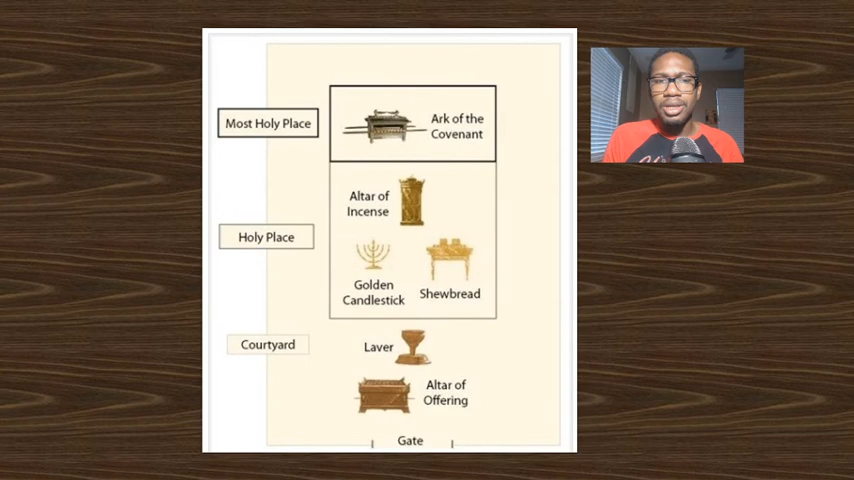 Most Holy Place
Ark of the
Covenant
Altar of
Incense
Holy Place
Golden
Candlestick
Shewbread
Courtyard
Laver
Altar of
Offering
Gate